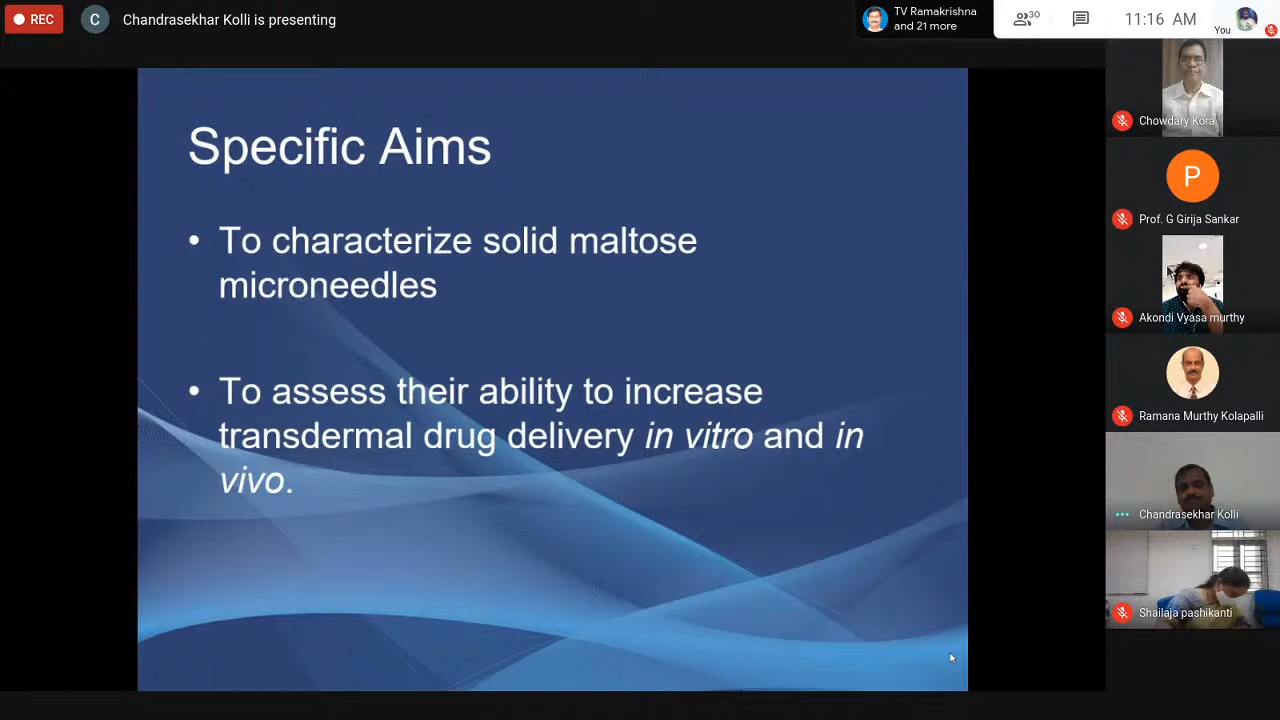 REC
C
Chandrasekhar Kolli is presenting
TV Ramakrishna
and 21 more
30
11:16 AM
You
Specific Aims
• To characterize solid maltose
microneedles
• To assess their ability to increase
transdermal drug delivery in vitro and in
vivo.
Chowdary Kora
P
Prof. G Girija Sankar
Akondi Vyasa murthy
Ramana Murthy Kolapalli
Chandrasekhar Kolli
Shailaja pashikanti